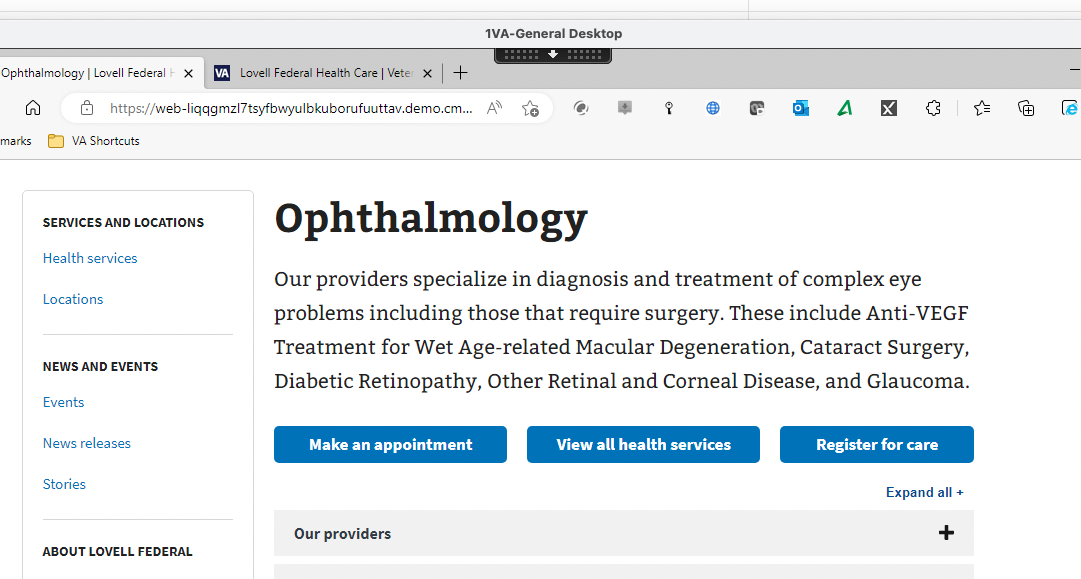 1VA-General Desktop
Ophthalmology | Lovell Federal H
VA Lovell Federal Health Care | Veter
https://web-liqqgmzl7tsyfbwyulbkuborufuuttav.demo.cm...
marks VA Shortcuts
SERVICES AND LOCATIONS
Health services
Locations
NEWS AND EVENTS
Events
News releases
Stories
ABOUT LOVELL FEDERAL
Ophthalmology
Our providers specialize in diagnosis and treatment of complex eye
problems including those that require surgery. These include Anti-VEGF
Treatment for Wet Age-related Macular Degeneration, Cataract Surgery,
Diabetic Retinopathy, Other Retinal and Corneal Disease, and Glaucoma.
Make an appointment
View all health services
Register for care
Expand all +
Our providers